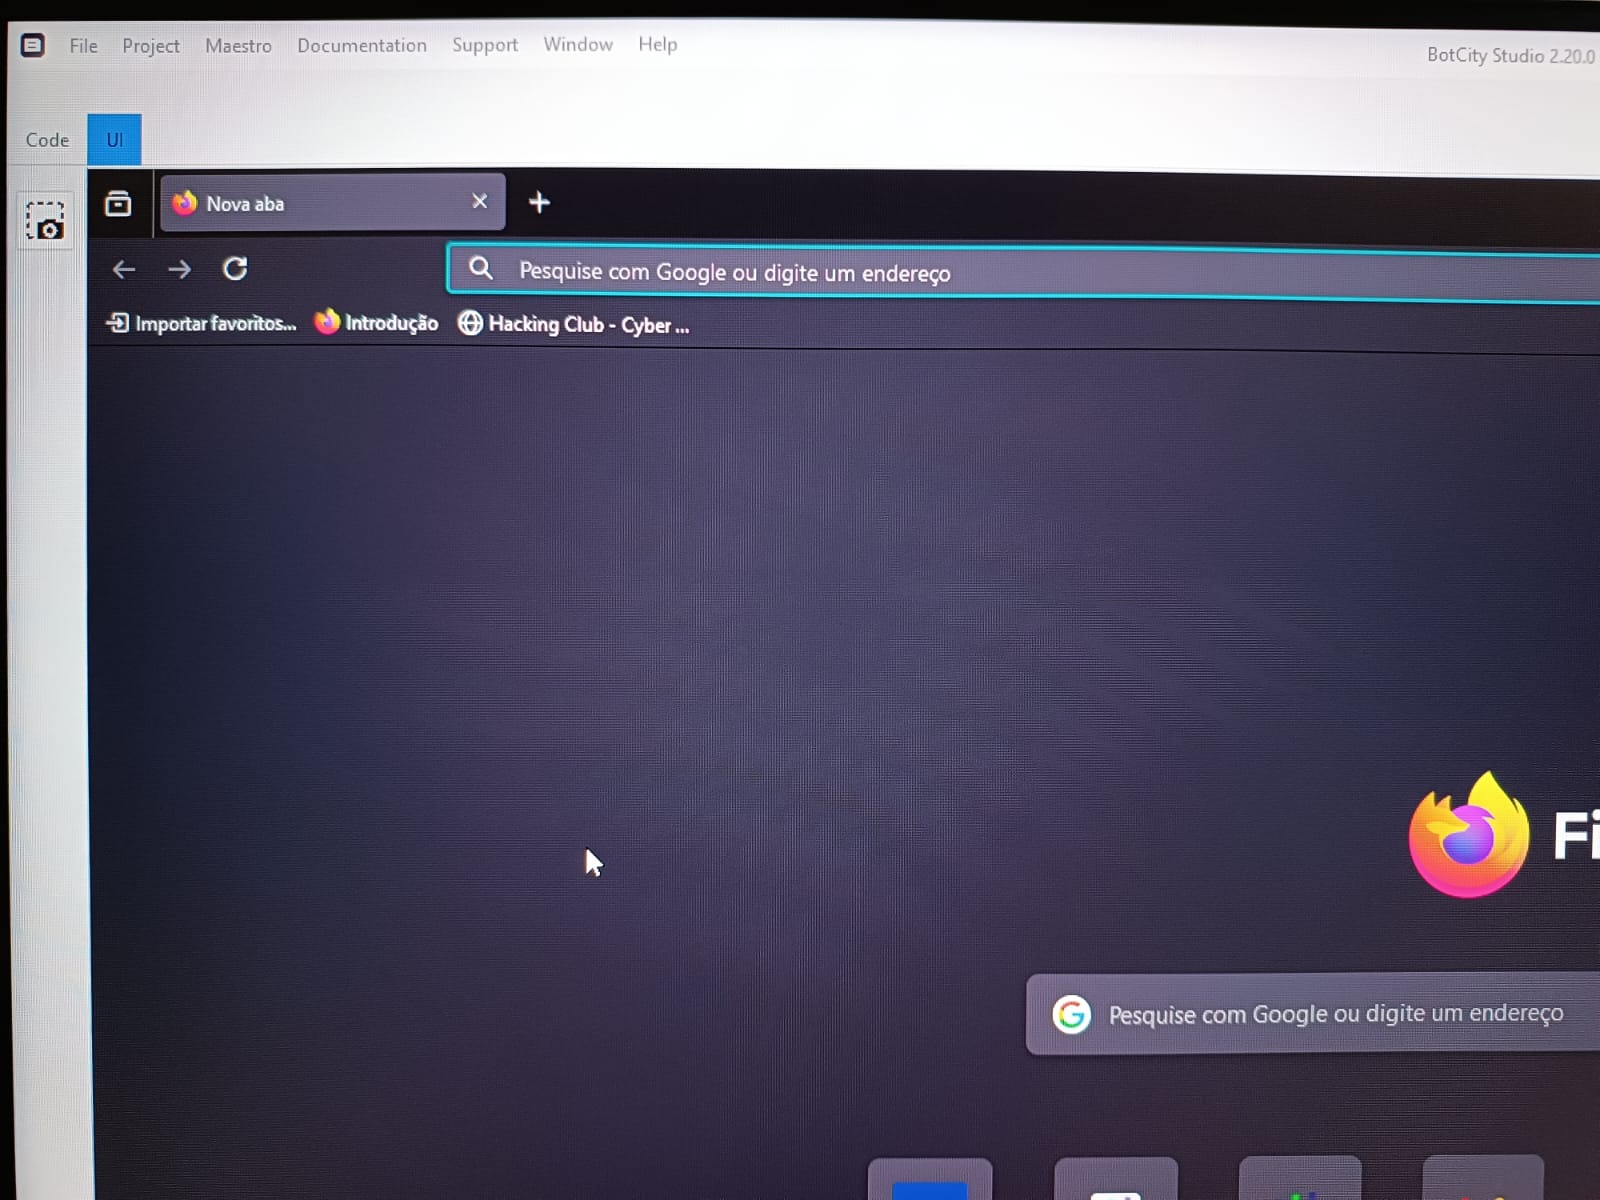 File Project Maestro Documentation Support Window Help
BotCity Studio 2.20.0
Code UI
Nova aba
Pesquise com Google ou digite um endereço
Importar favoritos... Introdução Hacking Club - Cyber ...
Fi
Pesquise com Google ou digite um endereço